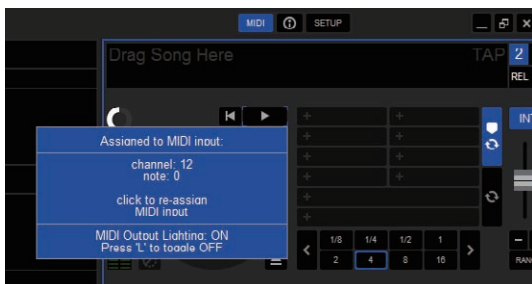 MIDI SETUP
Drag Song Here TAP 2
REL
INT
Assigned to MIDI input:
channel: 12
note: 0
click to re-assign
MIDI input
MIDI Output Lighting: ON
Press 'L' to toggle OFF
1/8 1/4 1/2 1
2 4 8 16
RAN